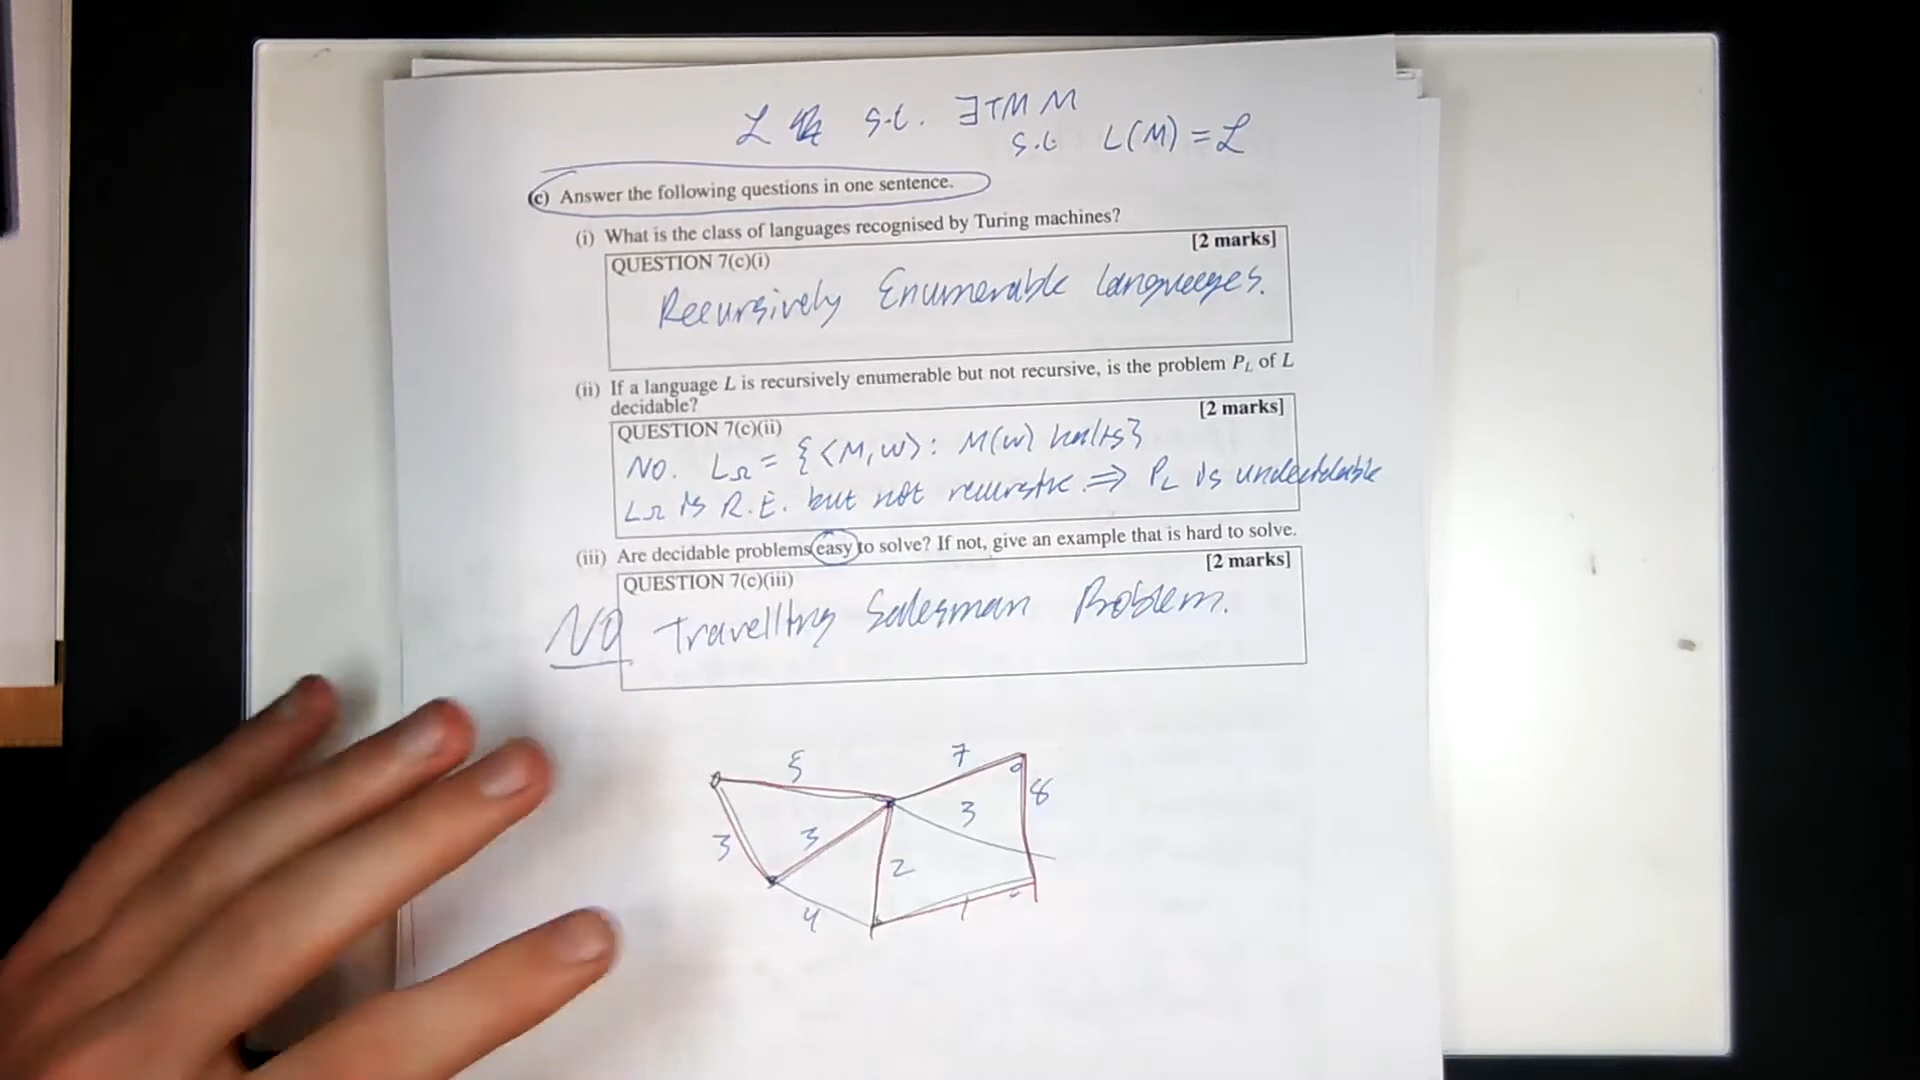 L s.t. ∃TM M
s.t L(M) = L
(c) Answer the following questions in one sentence.
(i) What is the class of languages recognised by Turing machines?
[2 marks]
QUESTION 7(c)(i)
Recursively Enumerable languages.
(ii) If a language L is recursively enumerable but not recursive, is the problem PL of L
decidable?
[2 marks]
QUESTION 7(c)(ii)
NO. LΩ = {<M,w>: M(w) halts}
LΩ is R.E. but not recursive. ⇒ PL is undecidable
(iii) Are decidable problems easy to solve? If not, give an example that is hard to solve.
[2 marks]
QUESTION 7(c)(iii)
NO Travelling Salesman Problem.
5 7
8
3 3 3
2
4 1